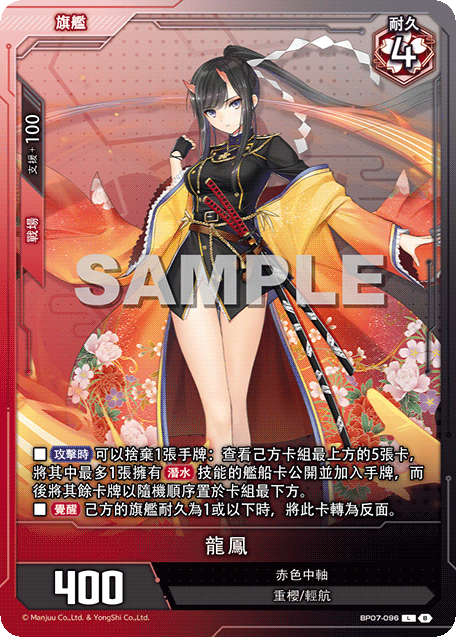 旗艦
耐久
4
支援+ 100
戰場
SAMPLE
■ 攻擊時 可以捨棄1張手牌：查看己方卡組最上方的5張卡，
將其中最多1張擁有 潛水 技能的艦船卡公開並加入手牌，而
後將其餘卡牌以隨機順序置於卡組最下方。
■ 覺醒 己方的旗艦耐久為1或以下時，將此卡轉為反面。
龍鳳
400
赤色中軸
重櫻/輕航
© Manjuu Co.,Ltd. & YongShi Co.,Ltd.
BP07-096 L B